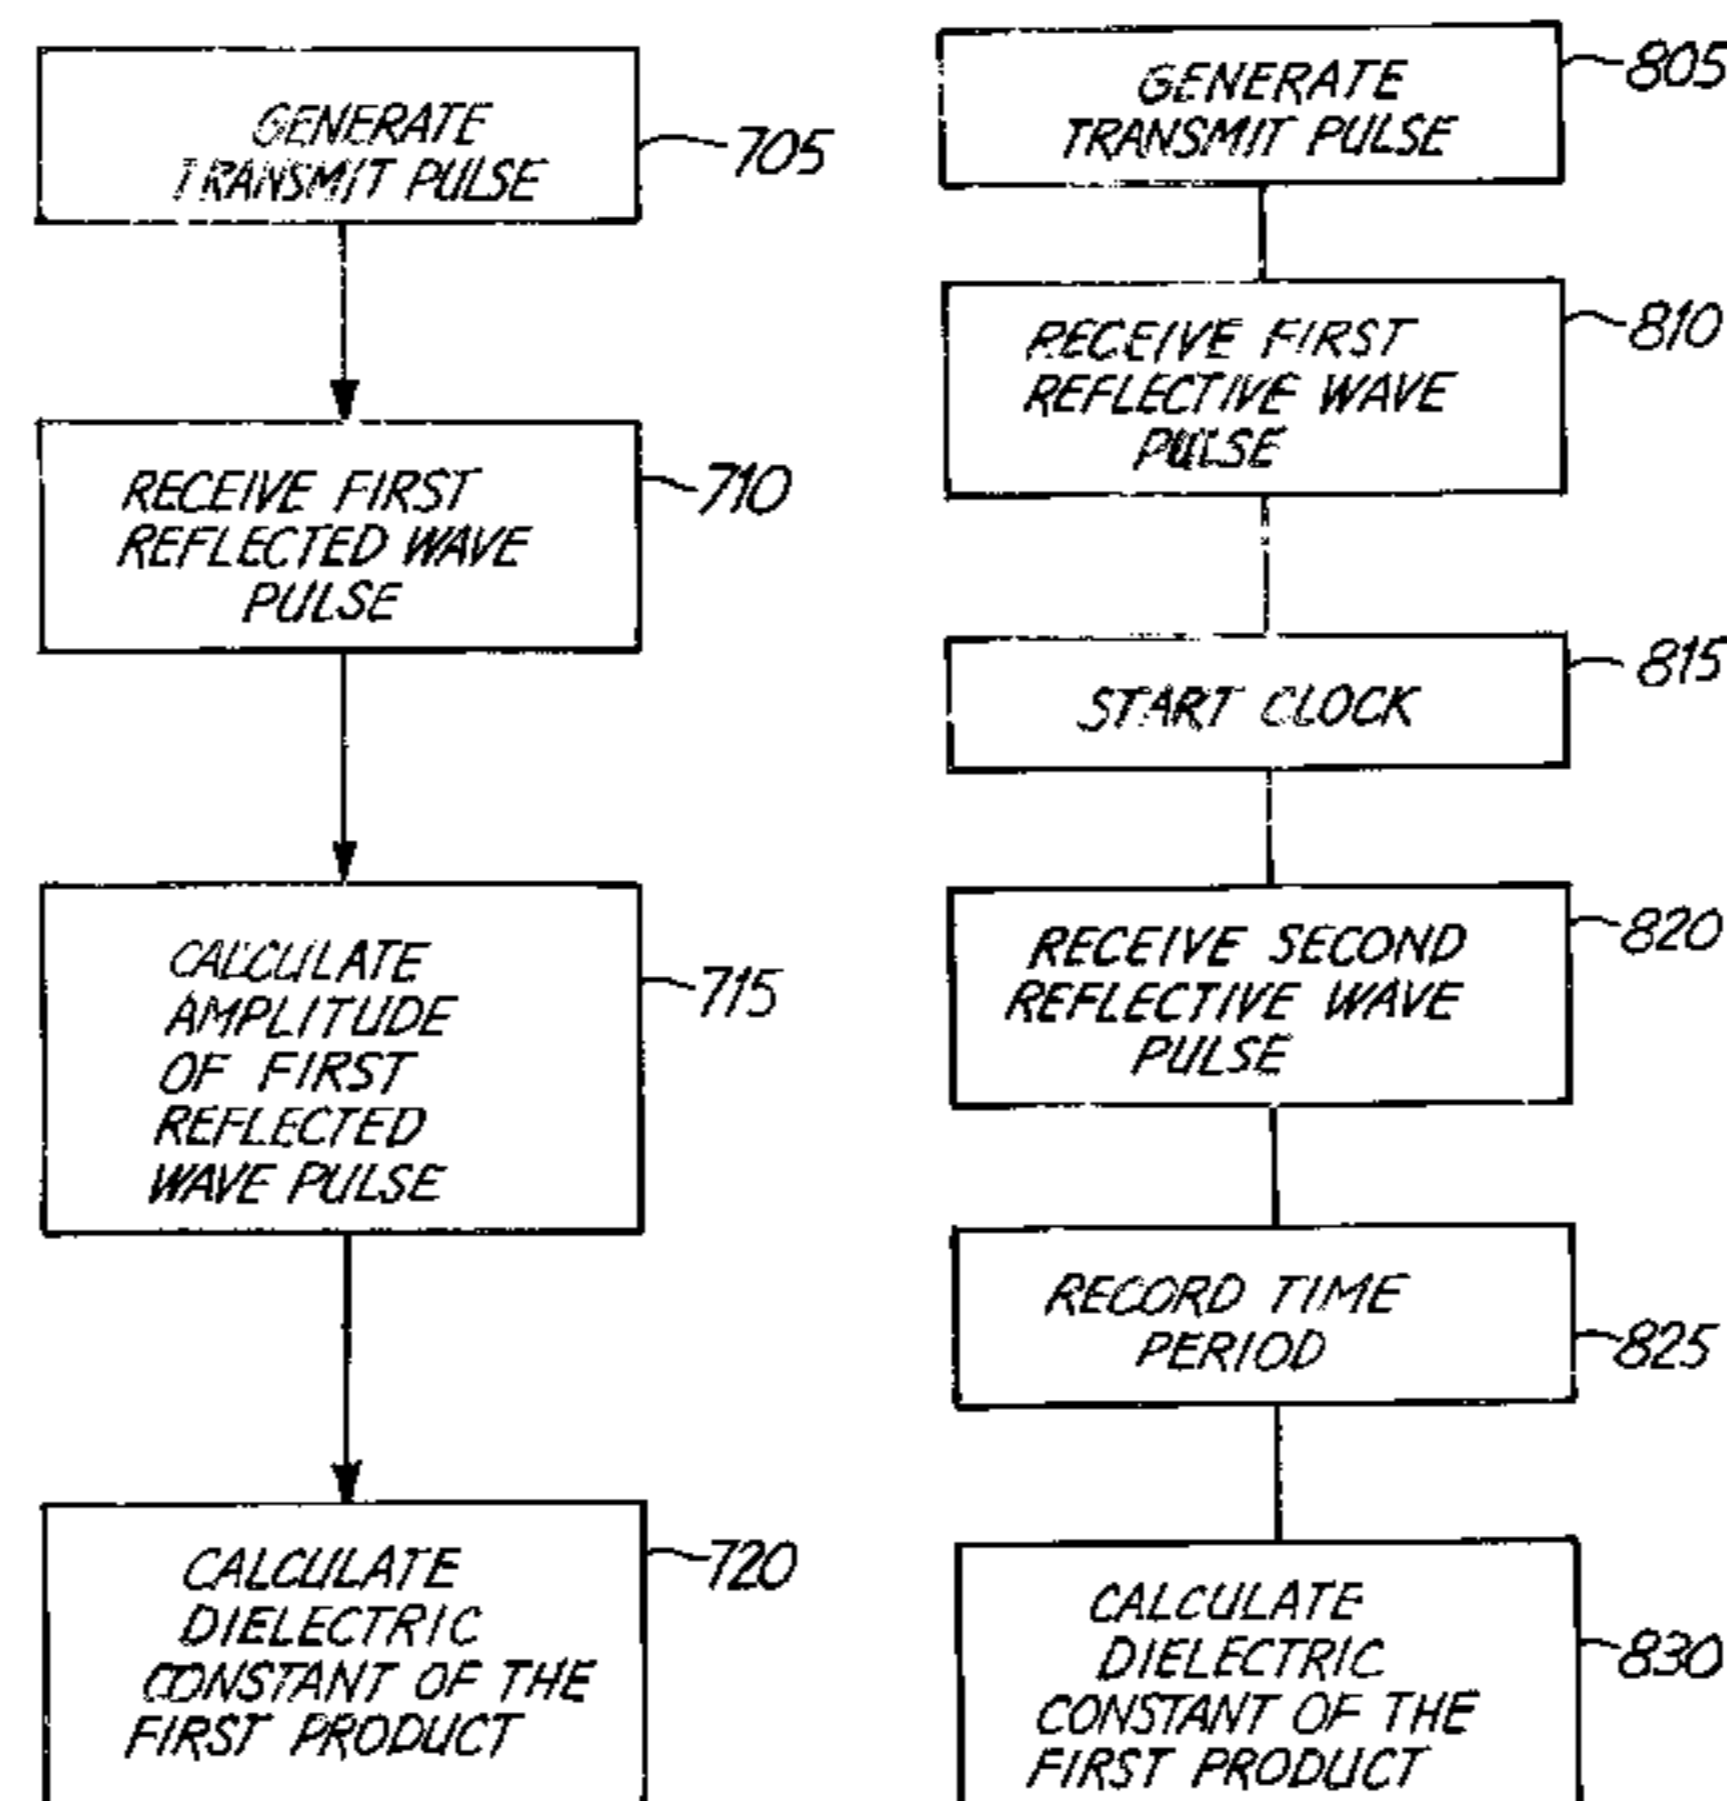 GENERATE
TRANSMIT PULSE
705
RECEIVE FIRST
REFLECTED WAVE
PULSE
710
CALCULATE
AMPLITUDE
OF FIRST
REFLECTED
WAVE PULSE
715
CALCULATE
DIELECTRIC
CONSTANT OF THE
FIRST PRODUCT
720
GENERATE
TRANSMIT PULSE
805
RECEIVE FIRST
REFLECTIVE WAVE
PULSE
810
START CLOCK
815
RECEIVE SECOND
REFLECTIVE WAVE
PULSE
820
RECORD TIME
PERIOD
825
CALCULATE
DIELECTRIC
CONSTANT OF THE
FIRST PRODUCT
830